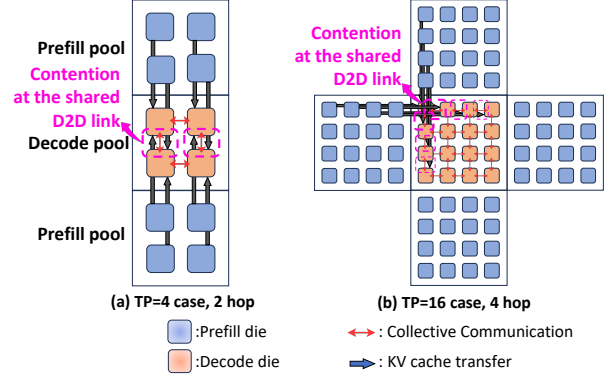 Prefill pool
Contention
at the shared
D2D link
Decode pool
Prefill pool
(a) TP=4 case, 2 hop
Contention
at the shared
D2D link
(b) TP=16 case, 4 hop
:Prefill die
:Decode die
: Collective Communication
: KV cache transfer